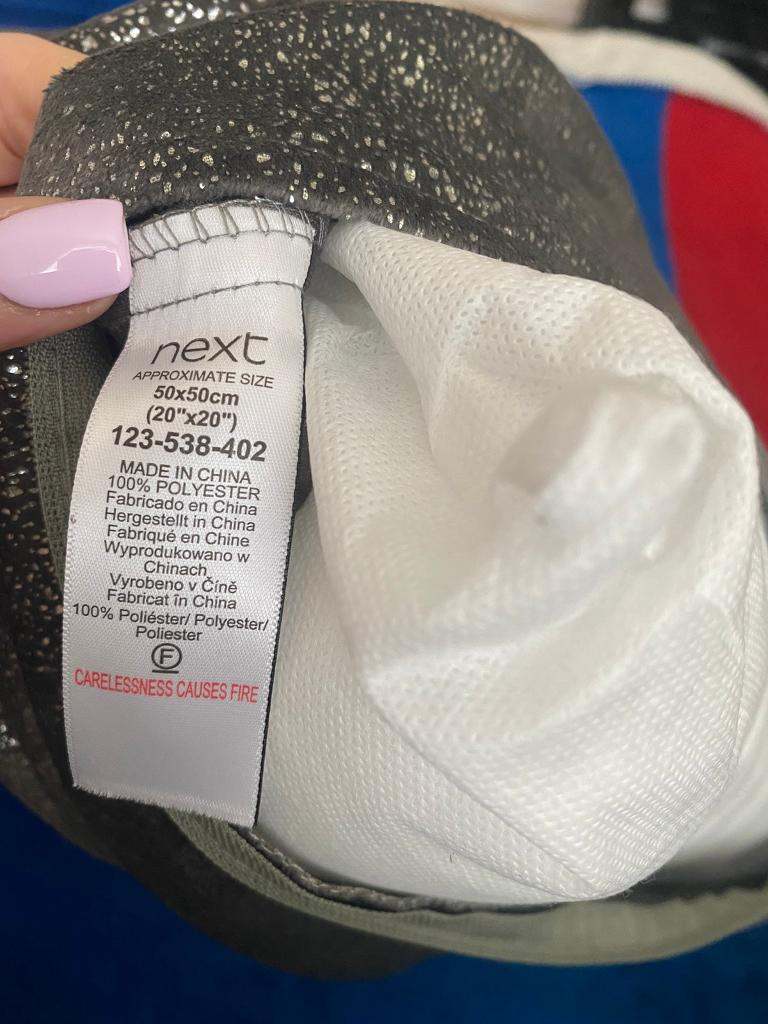 next
APPROXIMATE SIZE
50x50cm
(20"x20")
123-538-402
MADE IN CHINA
100% POLYESTER
Fabricado en China
Hergestellt in China
Fabriqué en Chine
Wyprodukowano w
Chinach
Vyrobeno v Číně
Fabricat în China
100% Poliéster/ Polyester/
Poliester
F
CARELESSNESS CAUSES FIRE